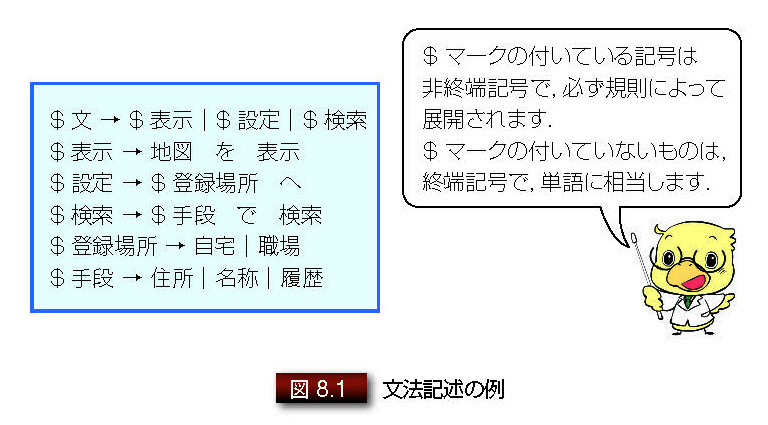 $ 文 → $ 表示 | $ 設定 | $ 検索
$ 表示 → 地図 を 表示
$ 設定 → $ 登録場所 へ
$ 検索 → $ 手段 で 検索
$ 登録場所 → 自宅 | 職場
$ 手段 → 住所 | 名称 | 履歴
$ マークの付いている記号は
非終端記号で,必ず規則によって
展開されます.
$ マークの付いていないものは,
終端記号で,単語に相当します.
図 8.1 文法記述の例